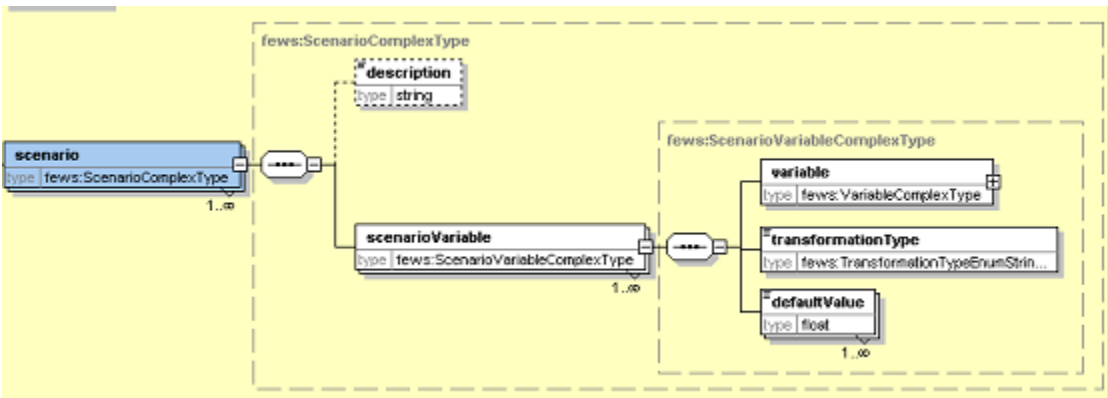 fews:ScenarioComplexType
description
type string
scenario
type fews:ScenarioComplexType
1..∞
scenarioVariable
type fews:ScenarioVariableComplexType
1..∞
fews:ScenarioVariableComplexType
variable
type fews:VariableComplexType
transformationType
type fews:TransformationTypeEnumStrin...
defaultValue
type float
1..∞